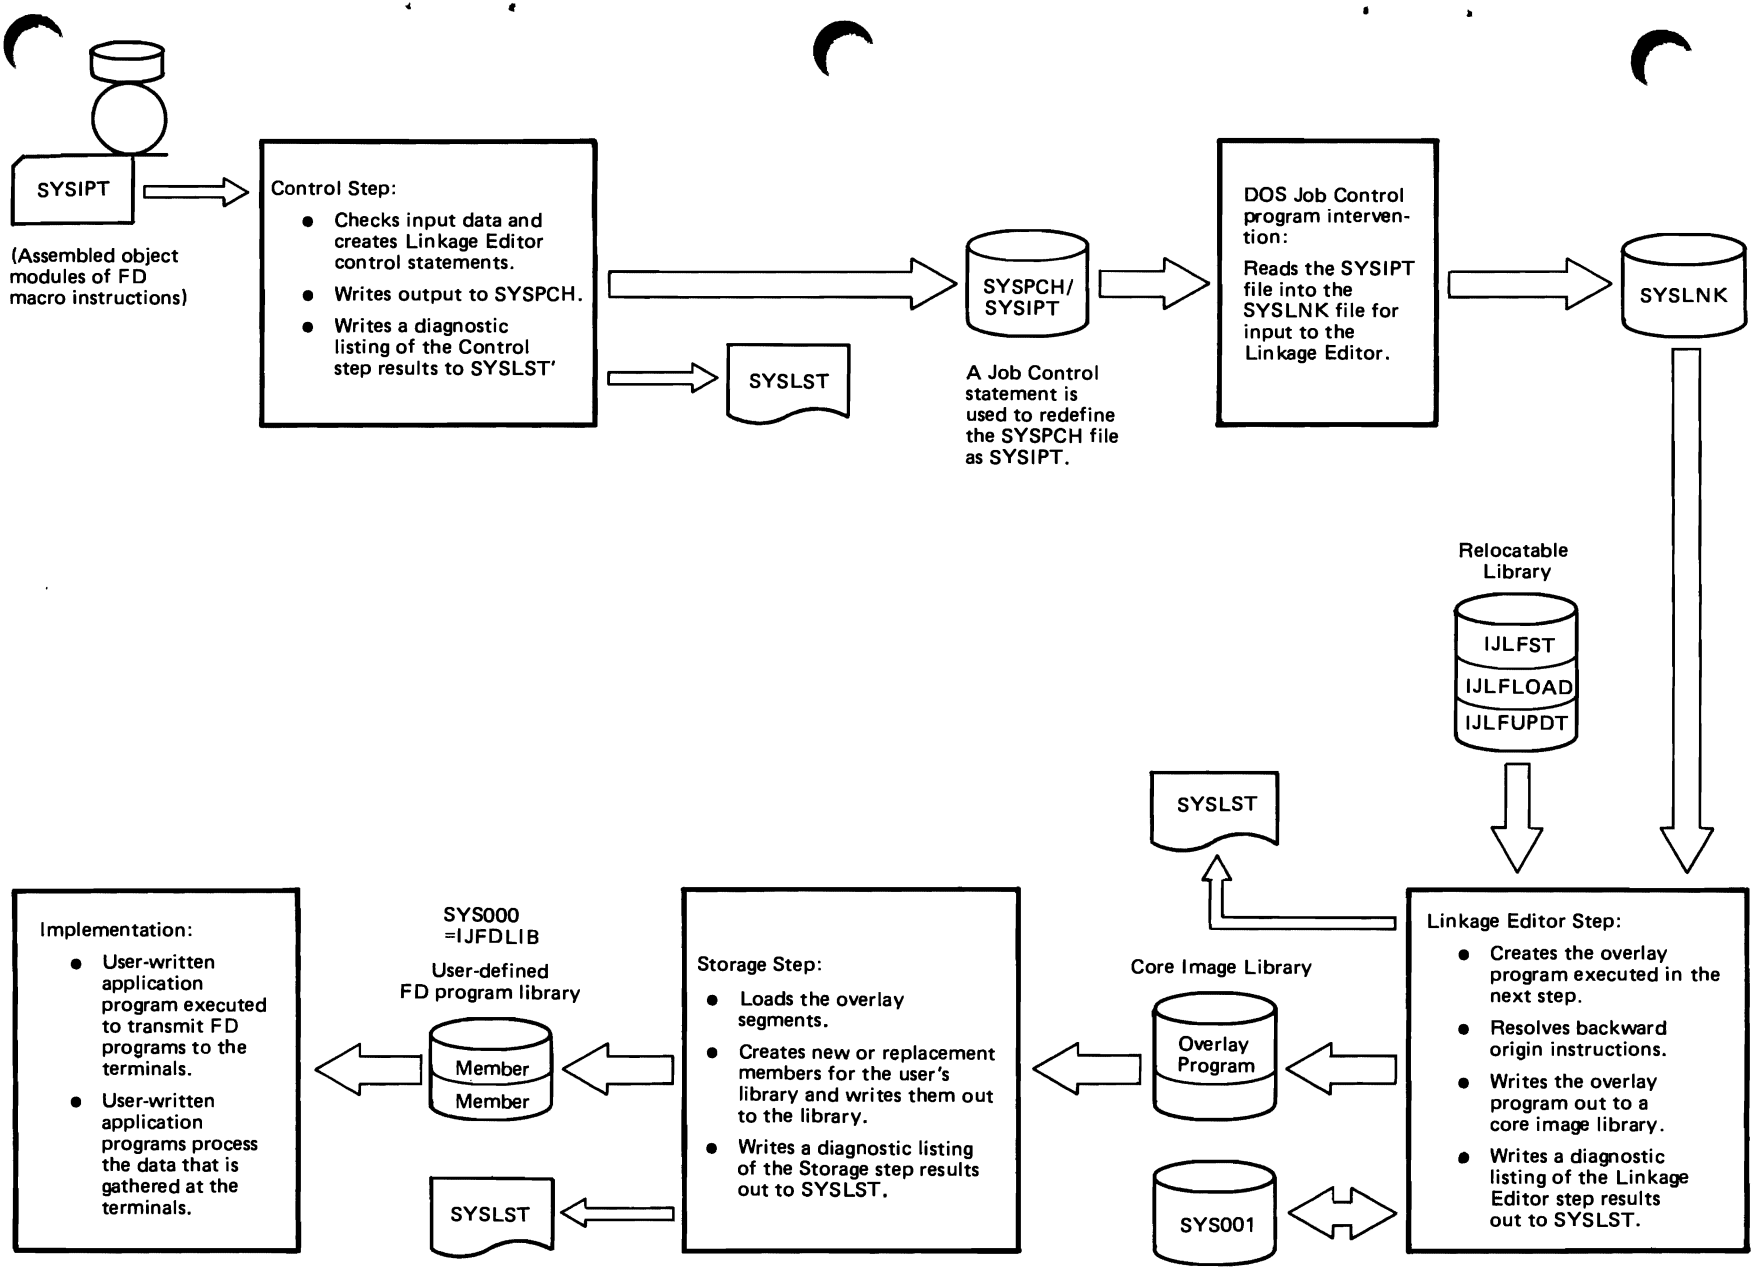 SYSIPT
(Assembled object
modules of FD
macro instructions)
Control Step:
● Checks input data and
creates Linkage Editor
control statements.
● Writes output to SYSPCH.
● Writes a diagnostic
listing of the Control
step results to SYSLST'
SYSLST
SYSPCH/
SYSIPT
A Job Control
statement is
used to redefine
the SYSPCH file
as SYSIPT.
DOS Job Control
program interven-
tion:
Reads the SYSIPT
file into the
SYSLNK file for
input to the
Linkage Editor.
SYSLNK
Relocatable
Library
IJLFST
IJLFLOAD
IJLFUPDT
SYSLST
Linkage Editor Step:
● Creates the overlay
program executed in the
next step.
● Resolves backward
origin instructions.
● Writes the overlay
program out to a
core image library.
● Writes a diagnostic
listing of the Linkage
Editor step results
out to SYSLST.
Core Image Library
Overlay
Program
SYS001
Storage Step:
● Loads the overlay
segments.
● Creates new or replacement
members for the user's
library and writes them out
to the library.
● Writes a diagnostic listing
of the Storage step results
out to SYSLST.
SYS000
=IJFDLIB
User-defined
FD program library
Member
Member
SYSLST
Implementation:
● User-written
application
program executed
to transmit FD
programs to the
terminals.
● User-written
application
programs process
the data that is
gathered at the
terminals.